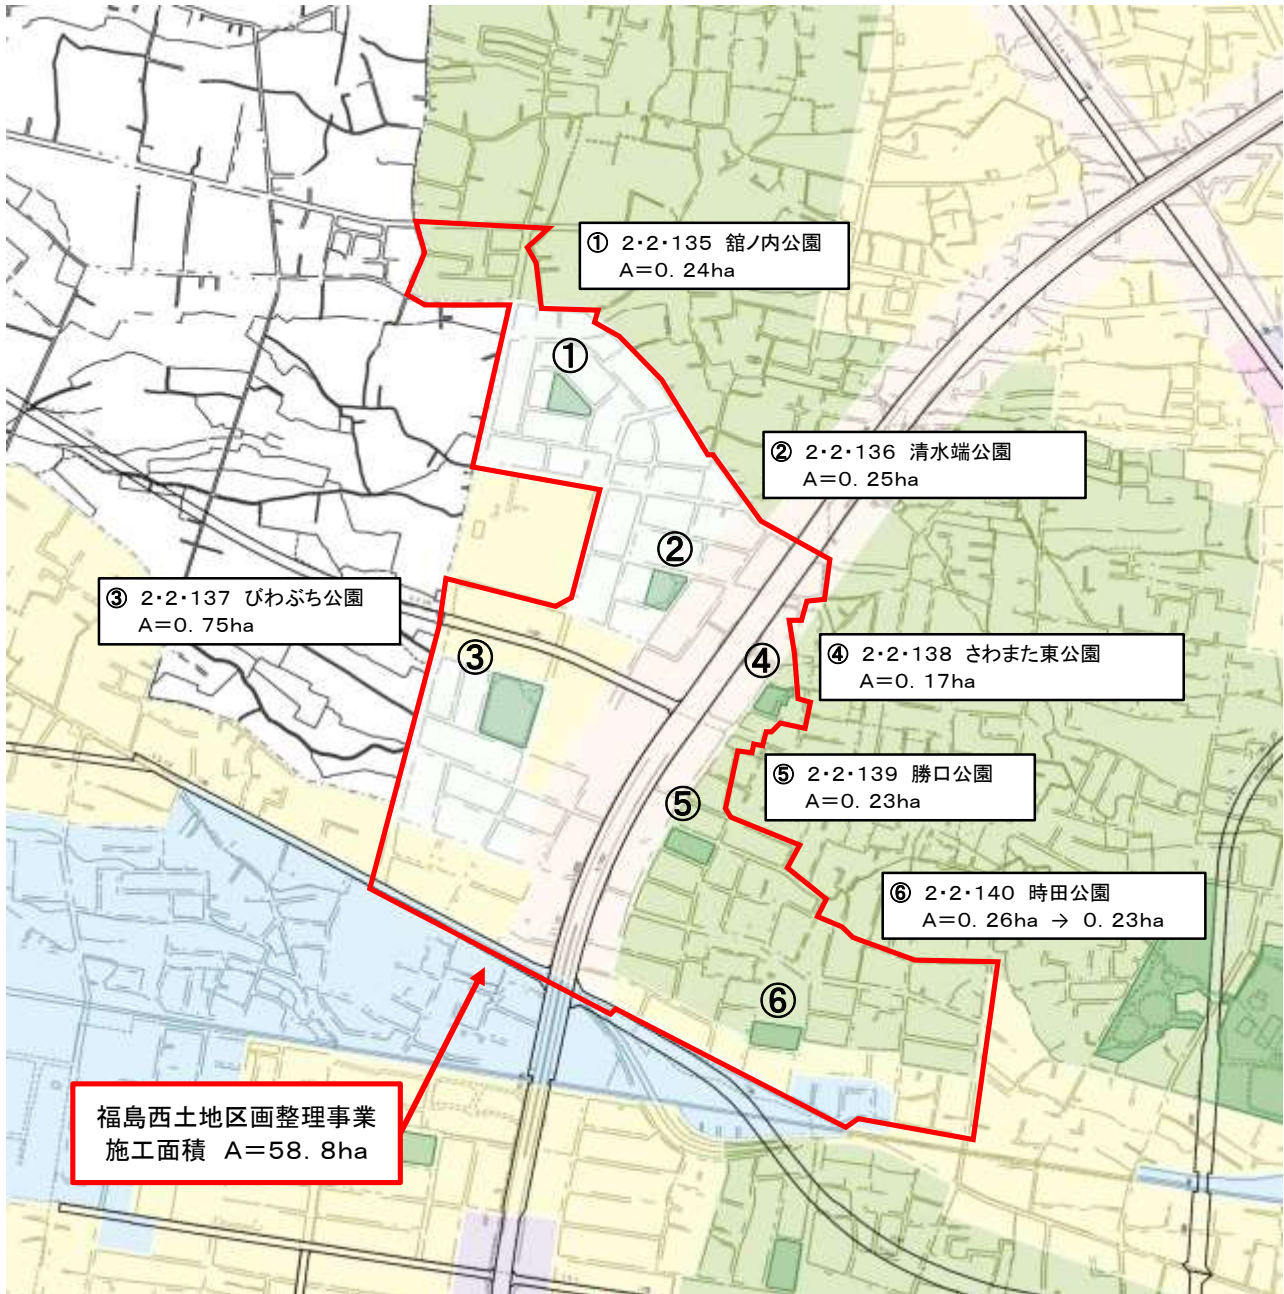 ① 2・2・135 舘ノ内公園
A=0.24ha
①
② 2・2・136 清水端公園
A=0.25ha
②
③ 2・2・137 びわぶち公園
A=0.75ha
③
④
④ 2・2・138 さわまた東公園
A=0.17ha
⑤ 2・2・139 勝口公園
A=0.23ha
⑤
⑥ 2・2・140 時田公園
A=0.26ha → 0.23ha
⑥
福島西土地区画整理事業
施工面積 A=58.8ha